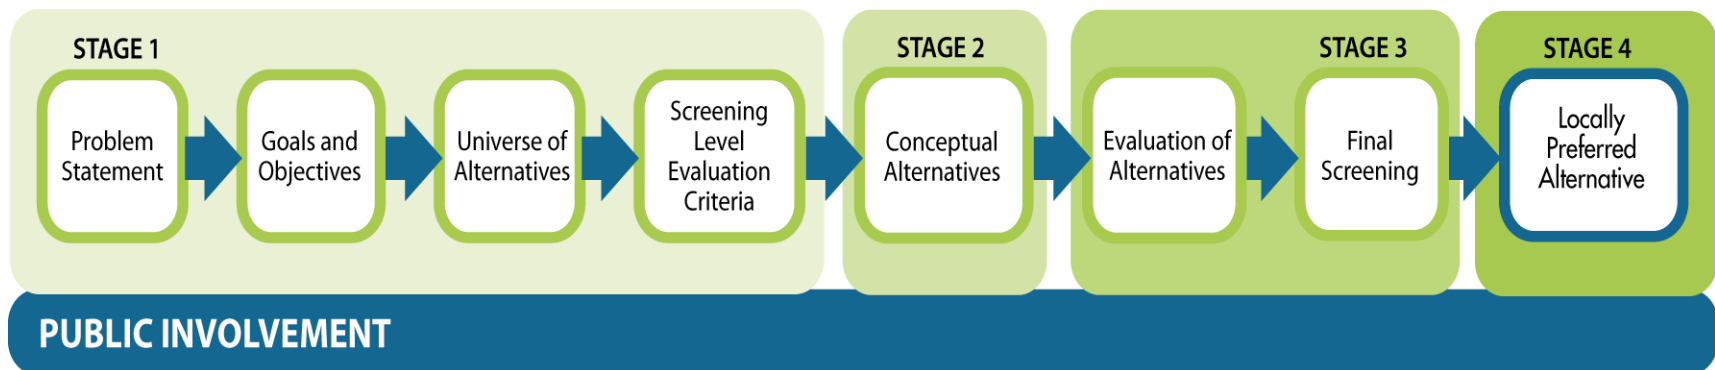 STAGE 1
Problem
Statement
Goals and
Objectives
Universe of
Alternatives
Screening
Level
Evaluation
Criteria
STAGE 2
Conceptual
Alternatives
STAGE 3
Evaluation of
Alternatives
Final
Screening
STAGE 4
Locally
Preferred
Alternative
PUBLIC INVOLVEMENT